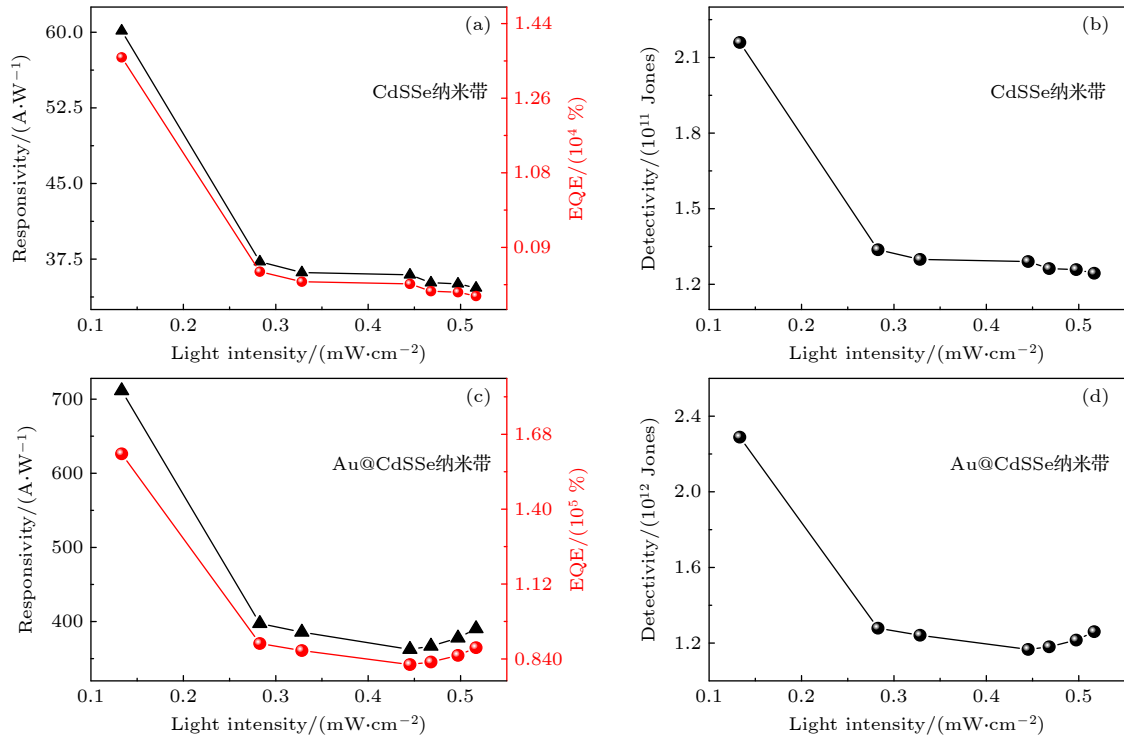 (a)
CdSSe纳米带
Responsivity/(A·W⁻¹)
60.0
52.5
45.0
37.5
EQE/(10⁴ %)
1.44
1.26
1.08
0.09
0.1 0.2 0.3 0.4 0.5
Light intensity/(mW·cm⁻²)
(b)
CdSSe纳米带
Detectivity/(10¹¹ Jones)
2.1
1.8
1.5
1.2
0.1 0.2 0.3 0.4 0.5
Light intensity/(mW·cm⁻²)
(c)
Au@CdSSe纳米带
Responsivity/(A·W⁻¹)
700
600
500
400
EQE/(10⁵ %)
1.68
1.40
1.12
0.840
0.1 0.2 0.3 0.4 0.5
Light intensity/(mW·cm⁻²)
(d)
Au@CdSSe纳米带
Detectivity/(10¹² Jones)
2.4
2.0
1.6
1.2
0.1 0.2 0.3 0.4 0.5
Light intensity/(mW·cm⁻²)